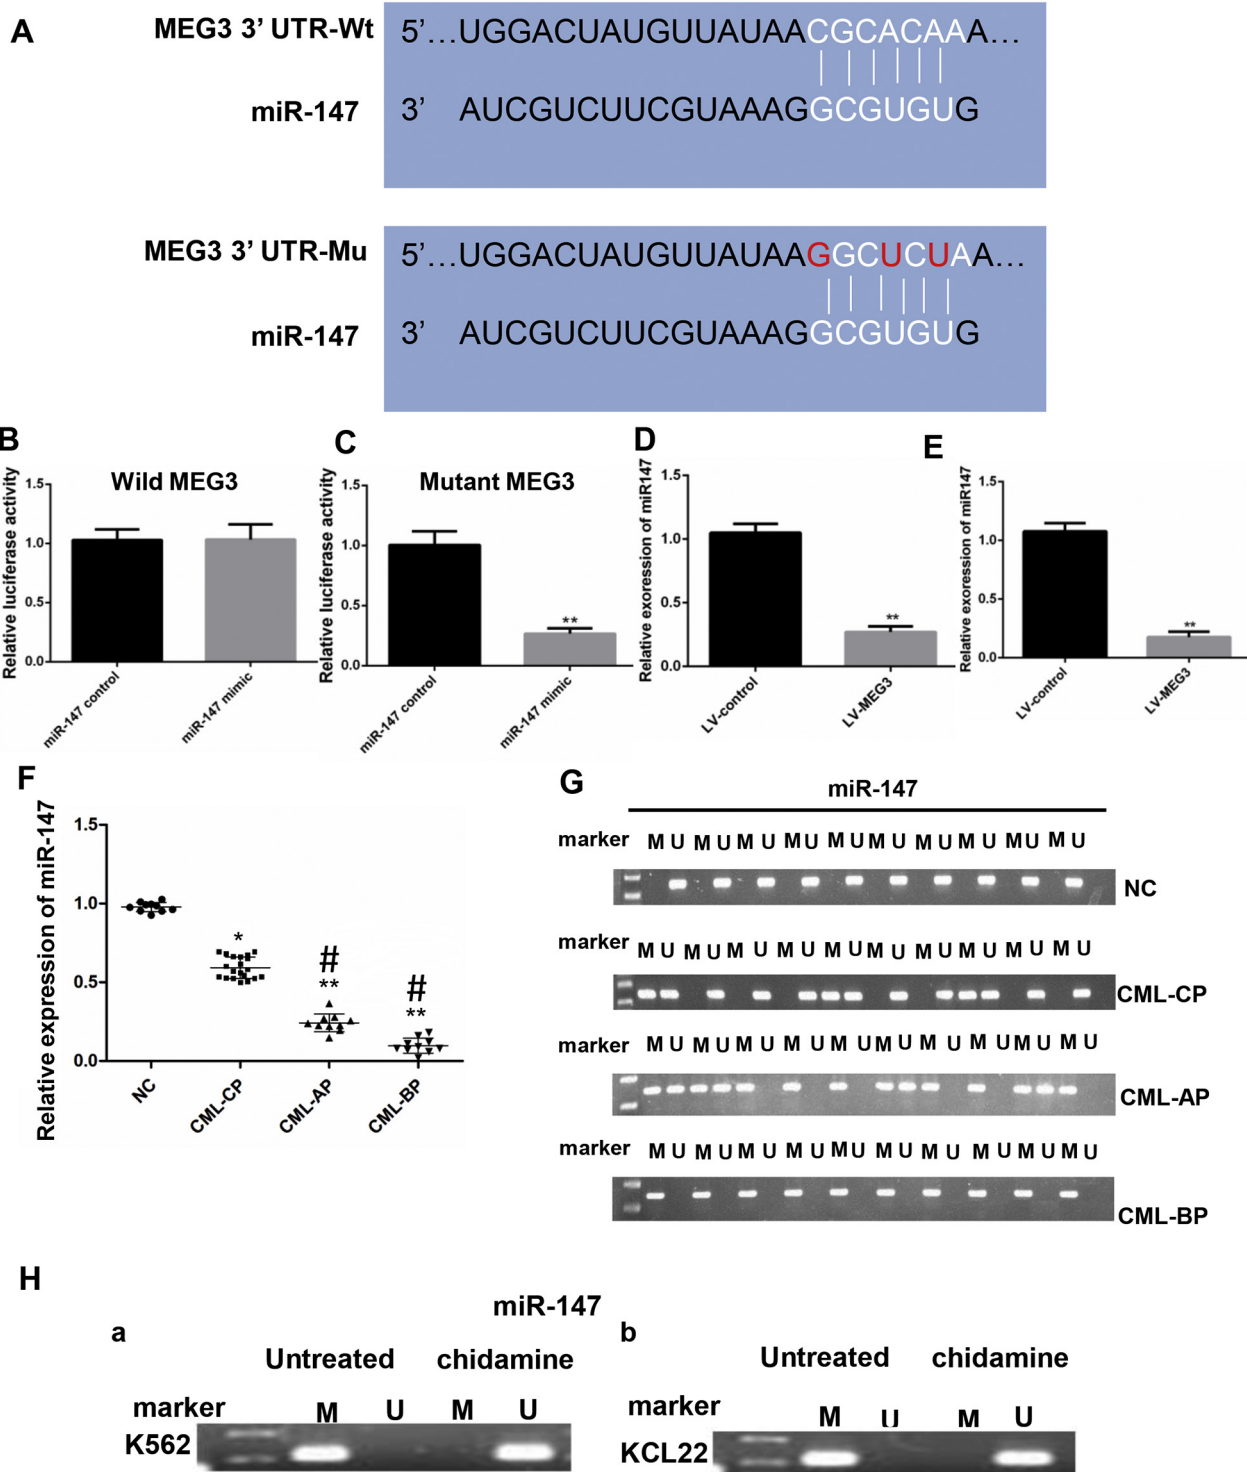 A
MEG3 3’ UTR-Wt
5’…UGGACUAUGUUAUAACGCACAAA…
miR-147
3’ AUCGUCUUCGUAAAGGCGUGUG
MEG3 3’ UTR-Mu
5’…UGGACUAUGUUAUAAGGCUCUAA…
miR-147
3’ AUCGUCUUCGUAAAGGCGUGUG
B
Wild MEG3
Relative luciferase activity
1.5
1.0
0.5
0.0
miR-147 control
miR-147 mimic
C
Mutant MEG3
Relative luciferase activity
1.5
1.0
0.5
0.0
**
miR-147 control
miR-147 mimic
D
Relative exoression of miR147
1.5
1.0
0.5
0.0
**
LV-control
LV-MEG3
E
Relative exoression of miR147
1.5
1.0
0.5
0.0
**
LV-control
LV-MEG3
F
Relative expression of miR-147
1.5
1.0
0.5
0.0
*
#
**
#
**
NC
CML-CP
CML-AP
CML-BP
G
miR-147
marker M U M U M U M U M U M U M U M U M U M U
NC
marker M U M U M U M U M U M U M U M U M U M U
CML-CP
marker M U M U M U M U M U M U M U M U M U M U
CML-AP
marker M U M U M U M U M U M U M U M U M U M U
CML-BP
H
miR-147
a
Untreated chidamine
marker M U M U
K562
b
Untreated chidamine
marker M U M U
KCL22